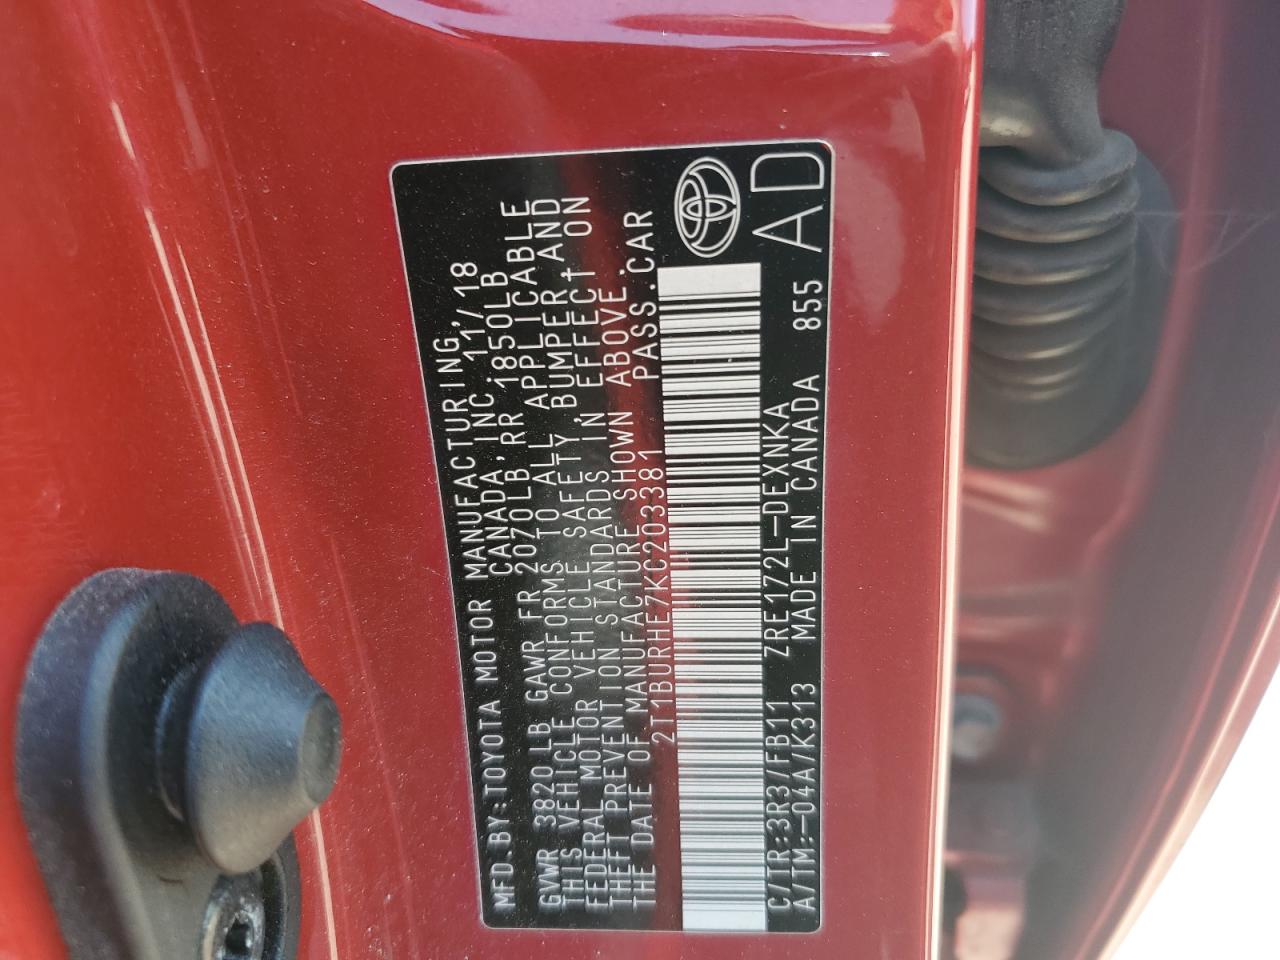 MFD. BY: TOYOTA MOTOR MANUFACTURING,
CANADA, INC. 11/18
GVWR 3820LB GAWR FR 2070LB, RR 1850LB
THIS VEHICLE CONFORMS TO ALL APPLICABLE
FEDERAL MOTOR VEHICLE SAFETY, BUMPER, AND
THEFT PREVENTION STANDARDS IN EFFECT ON
THE DATE OF MANUFACTURE SHOWN ABOVE.
2T1BURHE7KC203381 PASS.CAR
C/TR:3R3/FB11 ZRE172L-DEXNKA
A/TM:-04A/K313 MADE IN CANADA 855
AD